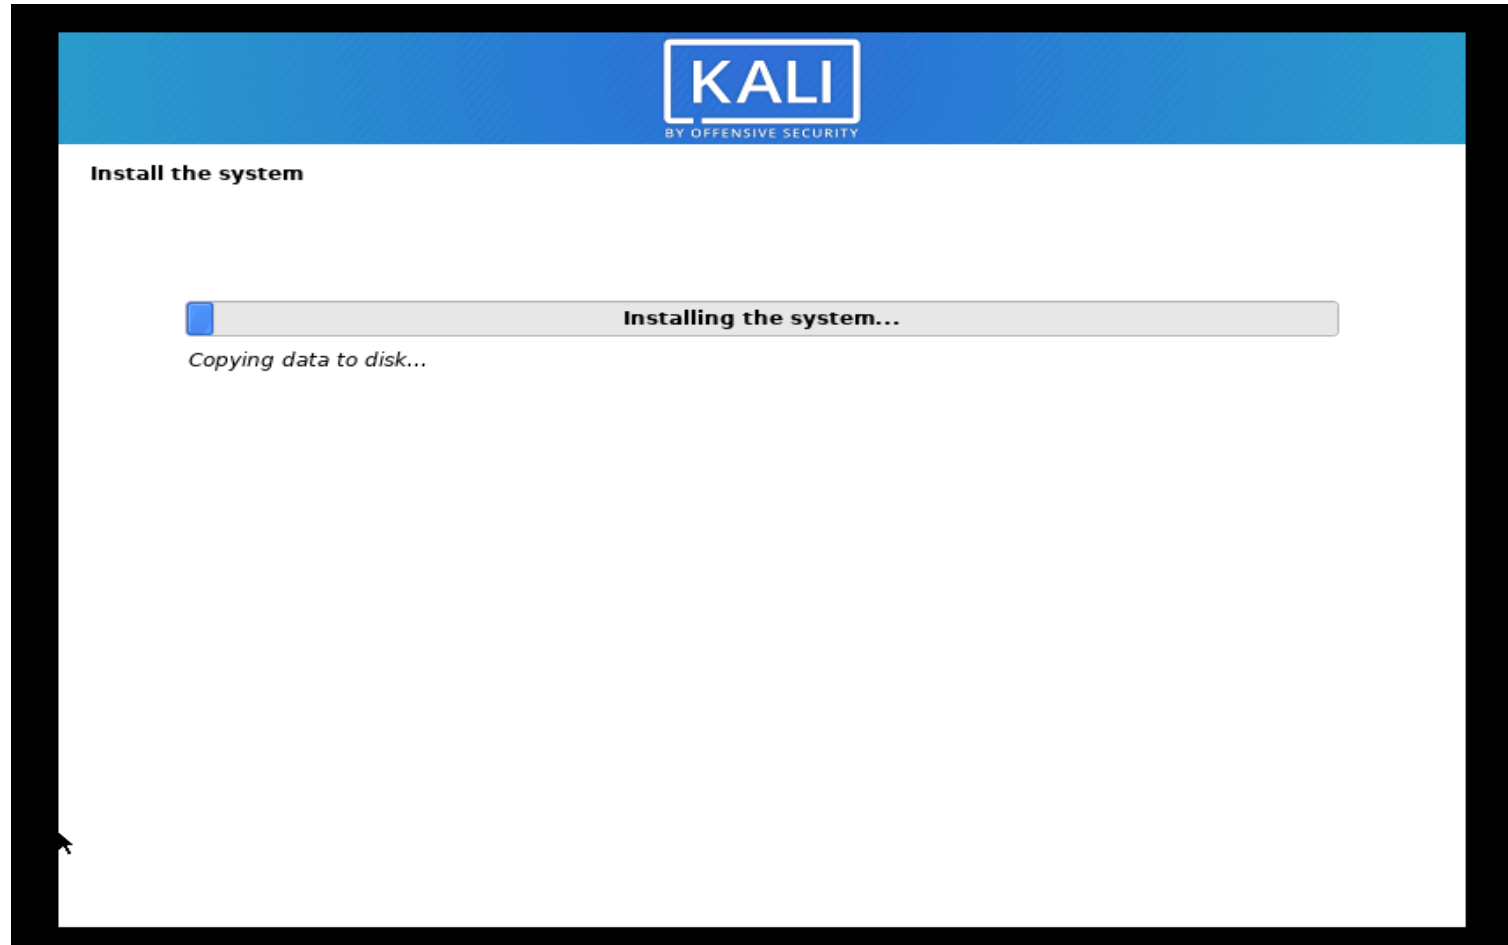 KALI
BY OFFENSIVE SECURITY
Install the system
Installing the system...
Copying data to disk...